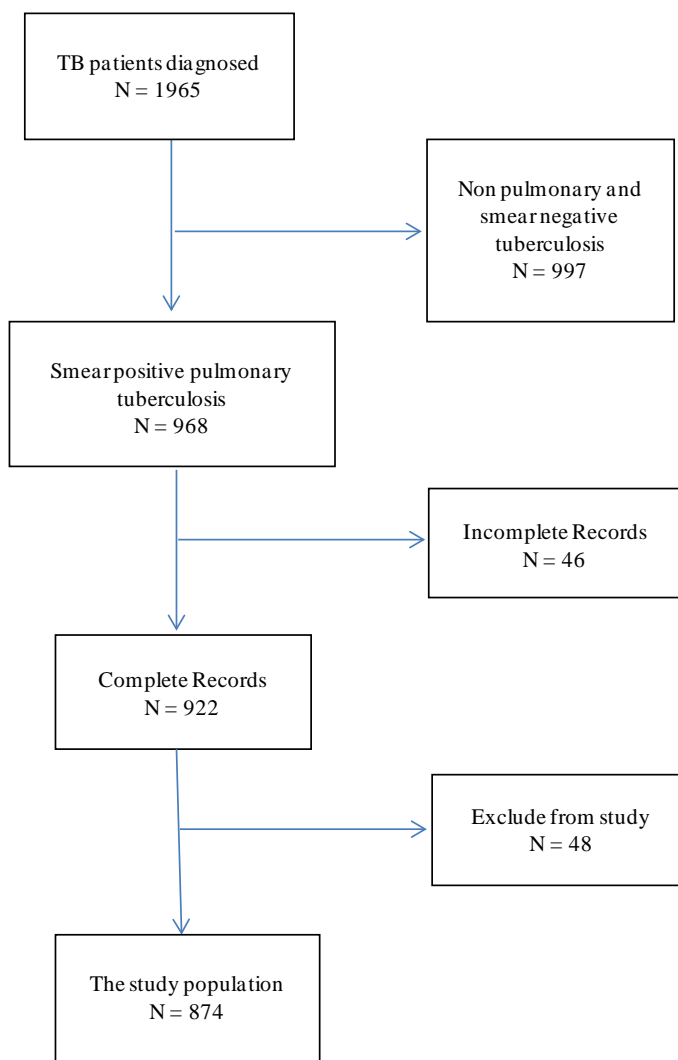 TB patients diagnosed
N = 1965
Non pulmonary and
smear negative
tuberculosis
N = 997
Smear positive pulmonary
tuberculosis
N = 968
Incomplete Records
N = 46
Complete Records
N = 922
Exclude from study
N = 48
The study population
N = 874